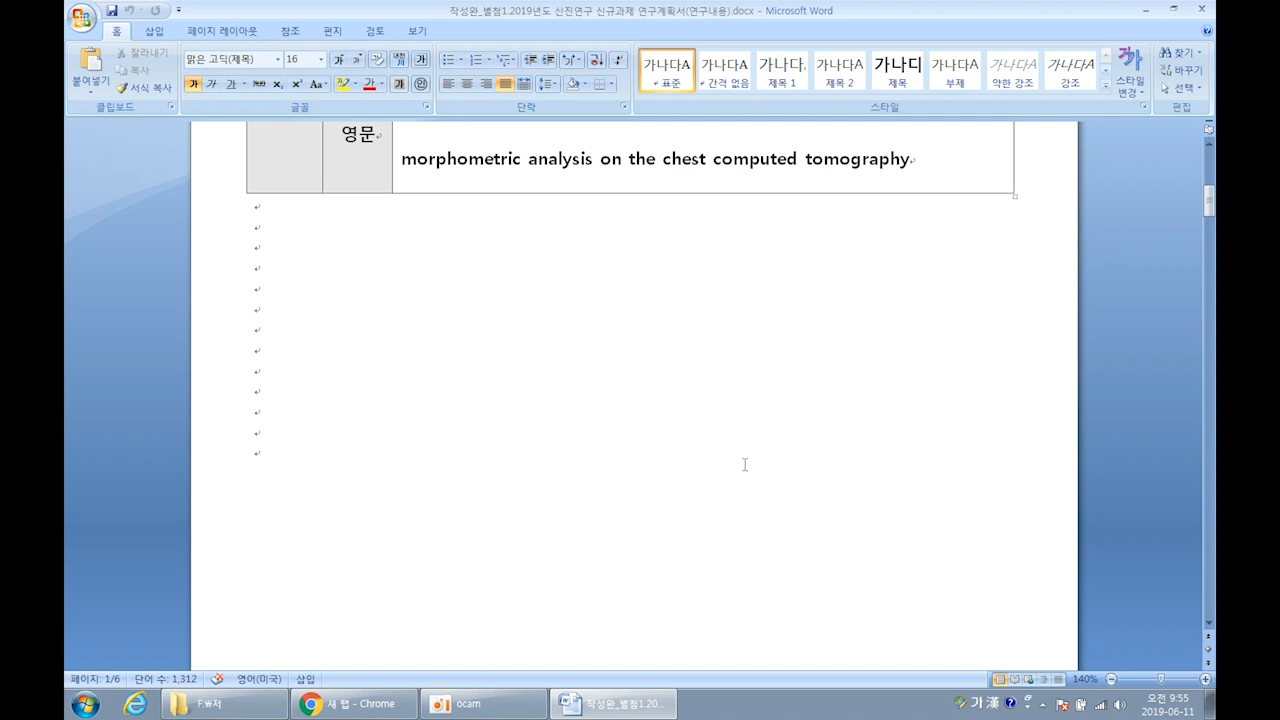 작성완_별첨1.2019년도 신진연구 신규과제 연구계획서(연구내용).docx - Microsoft Word
홈 삽입 페이지 레이아웃 참조 편지 검토 보기
붙여넣기
잘라내기
복사
서식 복사
클립보드
맑은 고딕(제목) 16
글꼴
단락
가나다A 가나다A 가나다. 가나다A 가나디 가나다A 가나다A 가나다A
표준 간격 없음 제목 1 제목 2 제목 부제 약한 강조 강조
스타일 변경
스타일
찾기
바꾸기
선택
편집
영문
morphometric analysis on the chest computed tomography.
페이지: 1/6 단어 수: 1,312 영어(미국) 삽입 140%
F.₩저 새 탭 - Chrome ocam 작성완_별첨1.20...
가 漢
오전 9:55
2019-06-11